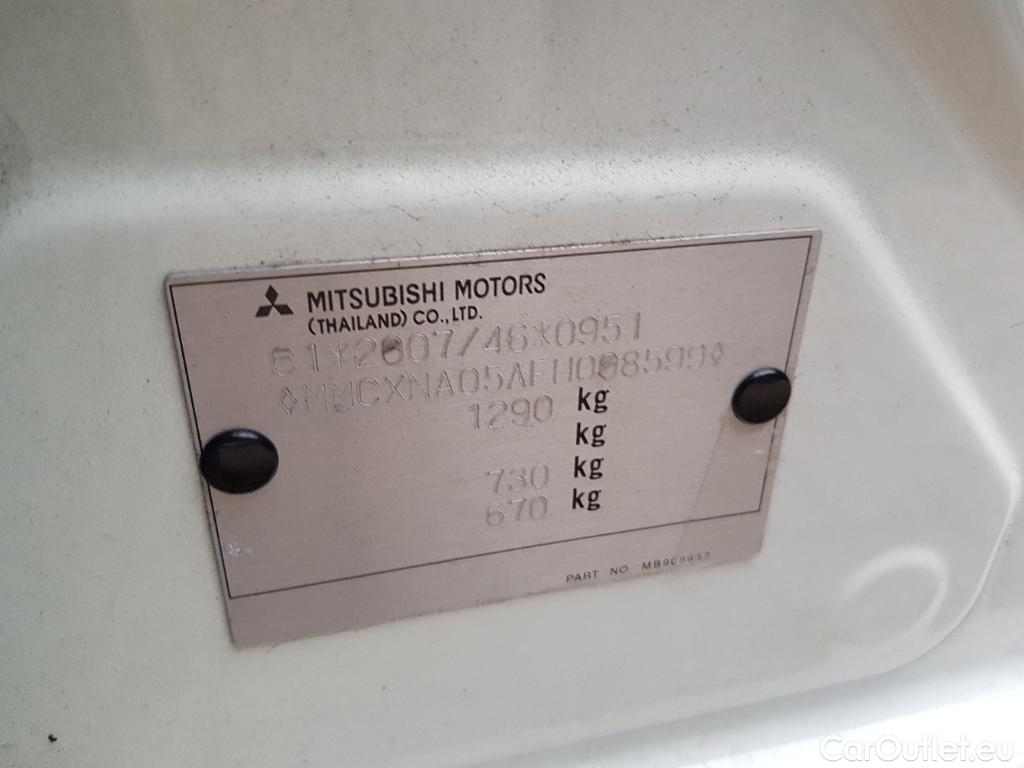 MITSUBISHI MOTORS
(THAILAND) CO., LTD.
e1*2007/46*0951
◊MMCXNA05AFH008599◊
1290 kg
kg
730 kg
670 kg
PART NO
CarOutlet.eu